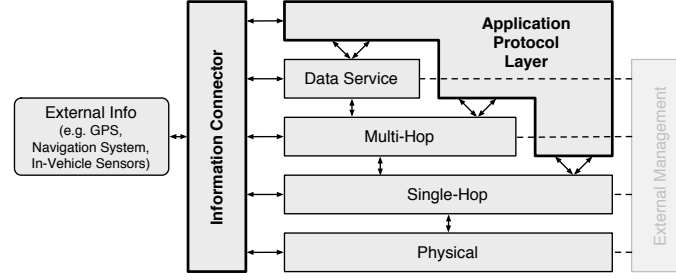 Application
Protocol
Layer
Information Connector
Data Service
External Info
(e.g. GPS,
Navigation System,
In-Vehicle Sensors)
Multi-Hop
Single-Hop
Physical
External Management